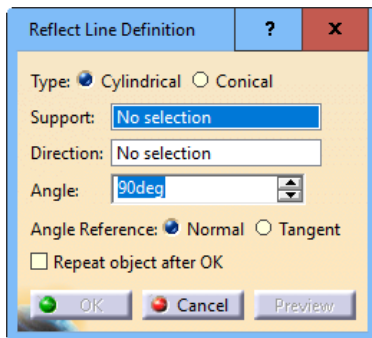 Reflect Line Definition ? x
Type: Cylindrical Conical
Support: No selection
Direction: No selection
Angle: 90deg
Angle Reference: Normal Tangent
Repeat object after OK
OK Cancel Preview